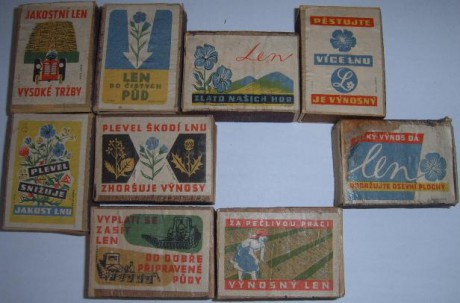 JAKOSTNÍ LEN
VYSOKÉ TRŽBY
LEN
DO ČISTÝCH
PŮD
Len
ZLATO NAŠICH HOR
PĚSTUJTE
VÍCE LNU
JE VÝNOSNÝ
PLEVEL
SNIŽUJE
JAKOST LNU
PLEVEL ŠKODÍ LNU
ZHORŠUJE VÝNOSY
KÝ VÝNOS DÁ
len
OSEVNÍ PLOCHY
VYPLATÍ SE
ZASÍT
LEN
DO DOBŘE
PŘIPRAVENÉ
PŮDY
ZA PEČLIVOU PRÁCI
VÝNOSNÝ LEN